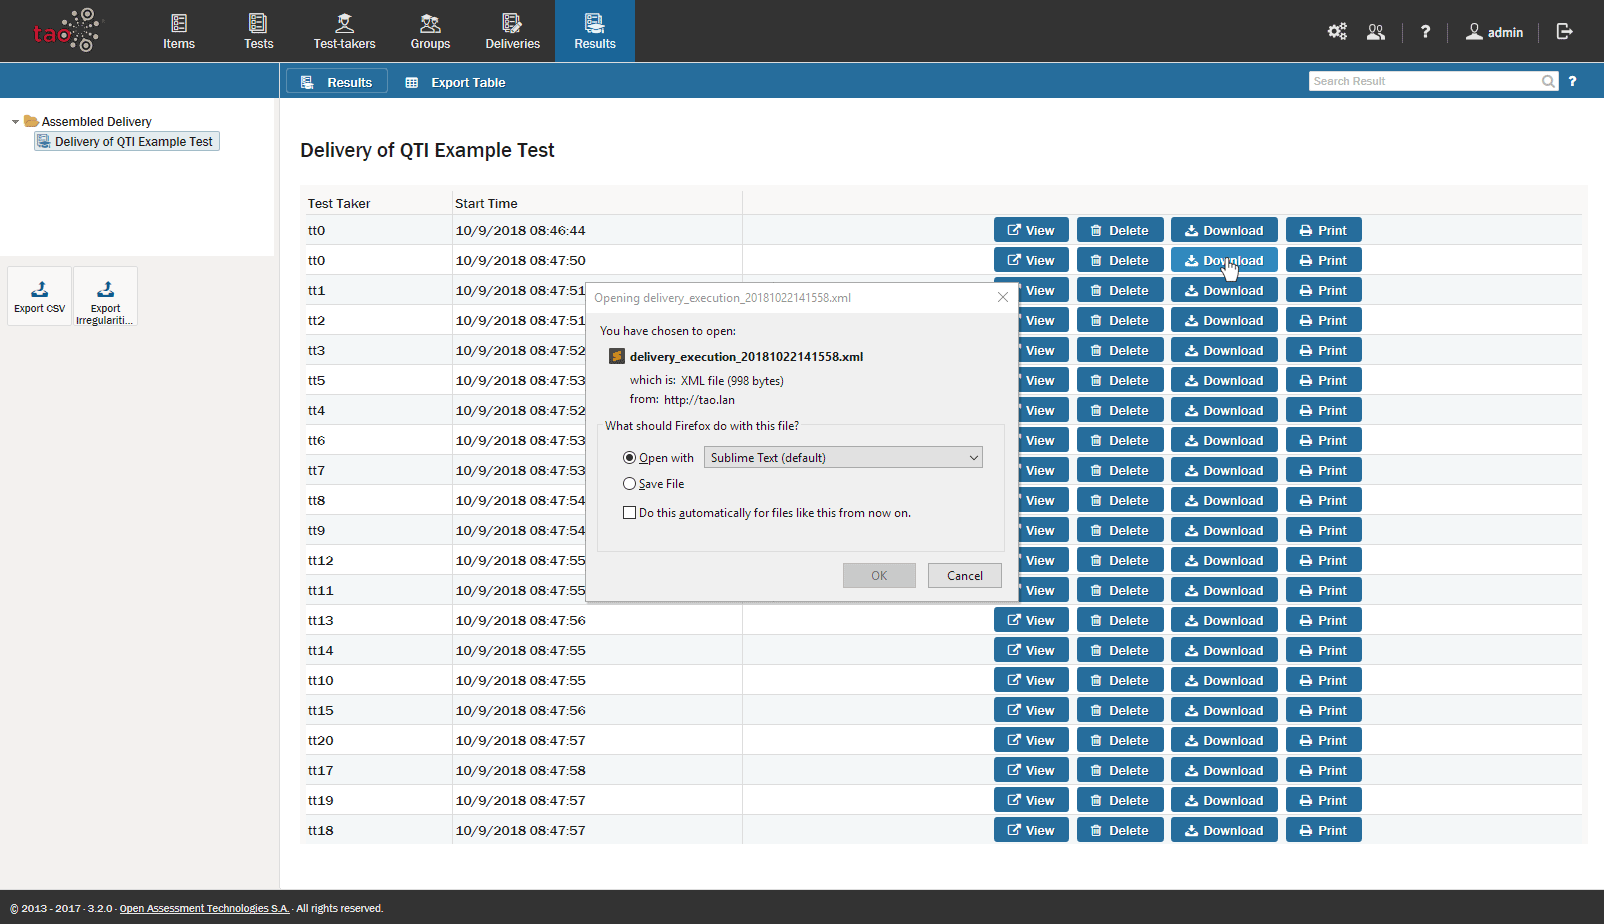 tao
Items
Tests
Test-takers
Groups
Deliveries
Results
?
admin
Results
Export Table
Search Result
?
Assembled Delivery
Delivery of QTI Example Test
Export CSV
Export
Irregulariti...
Delivery of QTI Example Test
Test Taker Start Time
tt0 10/9/2018 08:46:44 View Delete Download Print
tt0 10/9/2018 08:47:50 View Delete Download Print
tt1 10/9/2018 08:47:51 View Delete Download Print
tt2 10/9/2018 08:47:51 View Delete Download Print
tt3 10/9/2018 08:47:52 View Delete Download Print
tt5 10/9/2018 08:47:53 View Delete Download Print
tt4 10/9/2018 08:47:52 View Delete Download Print
tt6 10/9/2018 08:47:53 View Delete Download Print
tt7 10/9/2018 08:47:53 View Delete Download Print
tt8 10/9/2018 08:47:54 View Delete Download Print
tt9 10/9/2018 08:47:54 View Delete Download Print
tt12 10/9/2018 08:47:55 View Delete Download Print
tt11 10/9/2018 08:47:55 View Delete Download Print
tt13 10/9/2018 08:47:56 View Delete Download Print
tt14 10/9/2018 08:47:55 View Delete Download Print
tt10 10/9/2018 08:47:55 View Delete Download Print
tt15 10/9/2018 08:47:56 View Delete Download Print
tt20 10/9/2018 08:47:57 View Delete Download Print
tt17 10/9/2018 08:47:58 View Delete Download Print
tt19 10/9/2018 08:47:57 View Delete Download Print
tt18 10/9/2018 08:47:57 View Delete Download Print
Opening delivery_execution_20181022141558.xml
You have chosen to open:
delivery_execution_20181022141558.xml
which is: XML file (998 bytes)
from: http://tao.lan
What should Firefox do with this file?
Open with Sublime Text (default)
Save File
Do this automatically for files like this from now on.
OK
Cancel
© 2013 - 2017 · 3.2.0 · Open Assessment Technologies S.A. · All rights reserved.